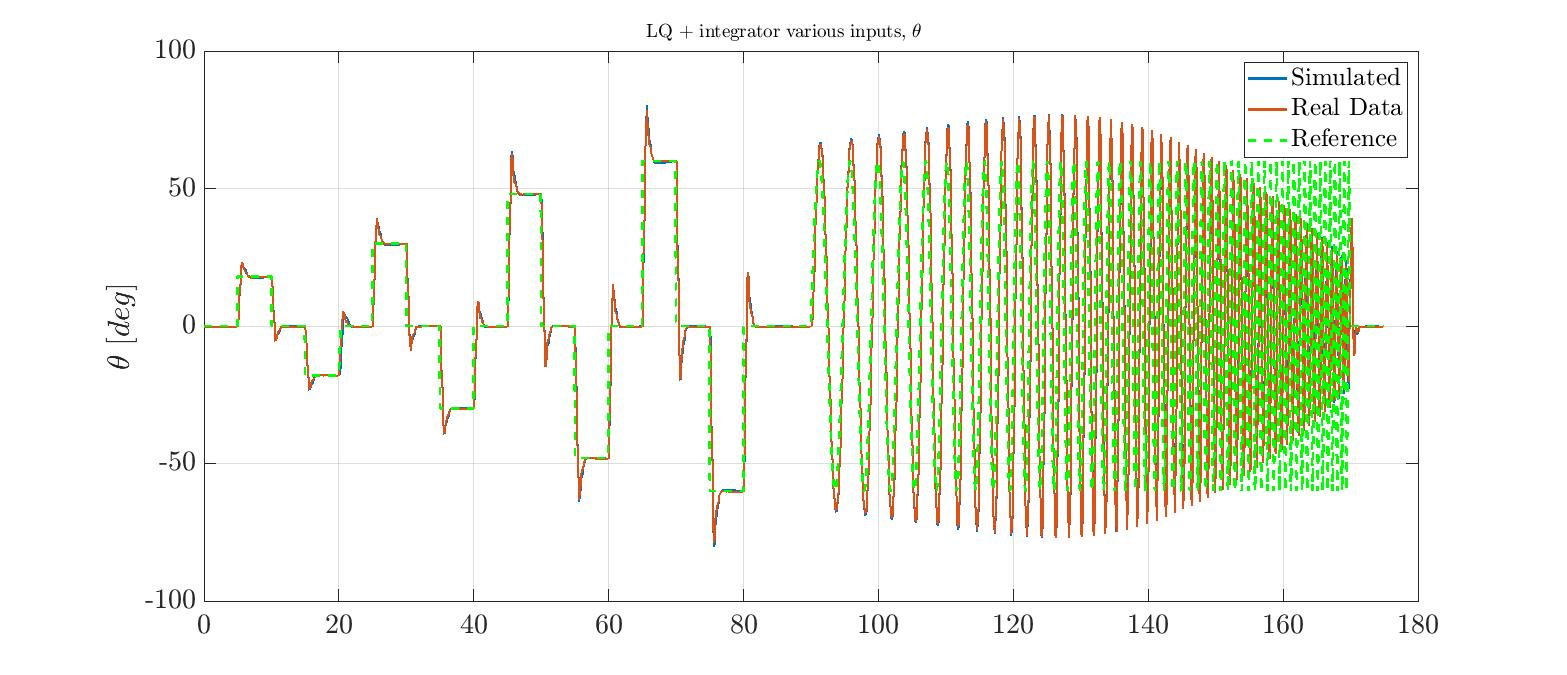 LQ + integrator various inputs, θ
100
50
0
-50
-100
θ [deg]
Simulated
Real Data
Reference
0 20 40 60 80 100 120 140 160 180